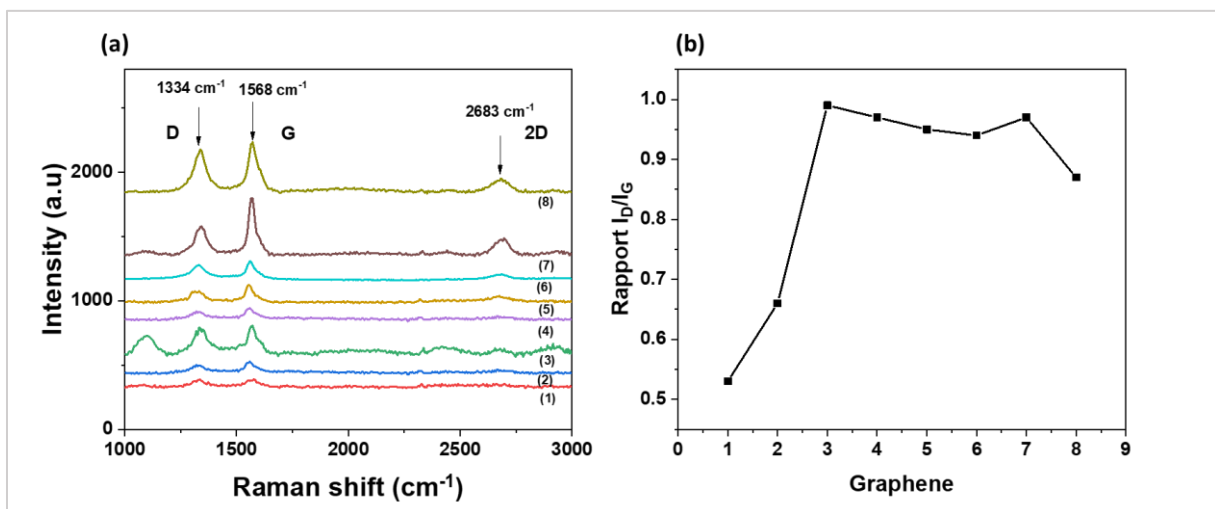 (a)
1334 cm⁻¹
1568 cm⁻¹
2683 cm⁻¹
D
G
2D
2000
1000
0
Intensity (a.u)
(8)
(7)
(6)
(5)
(4)
(3)
(2)
(1)
1000 1500 2000 2500 3000
Raman shift (cm⁻¹)
(b)
1.0
0.9
0.8
0.7
0.6
0.5
Rapport I_D/I_G
0 1 2 3 4 5 6 7 8 9
Graphene